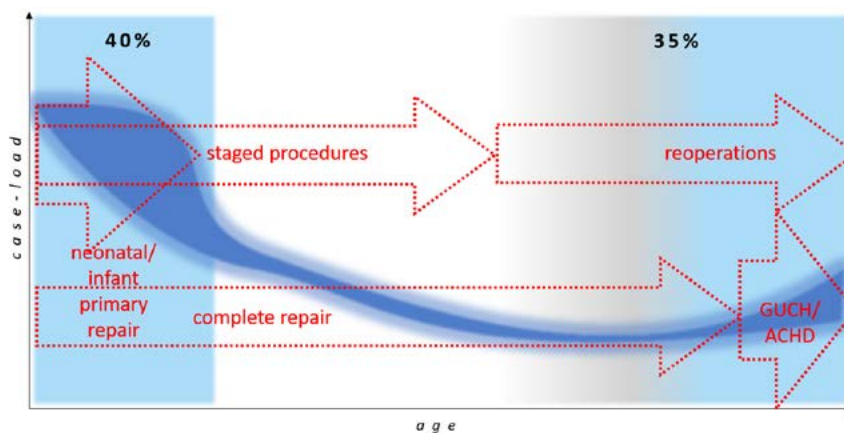 40%
35%
staged procedures
reoperations
neonatal/
infant
primary
repair
complete repair
GUCH/
ACHD
case-load
age